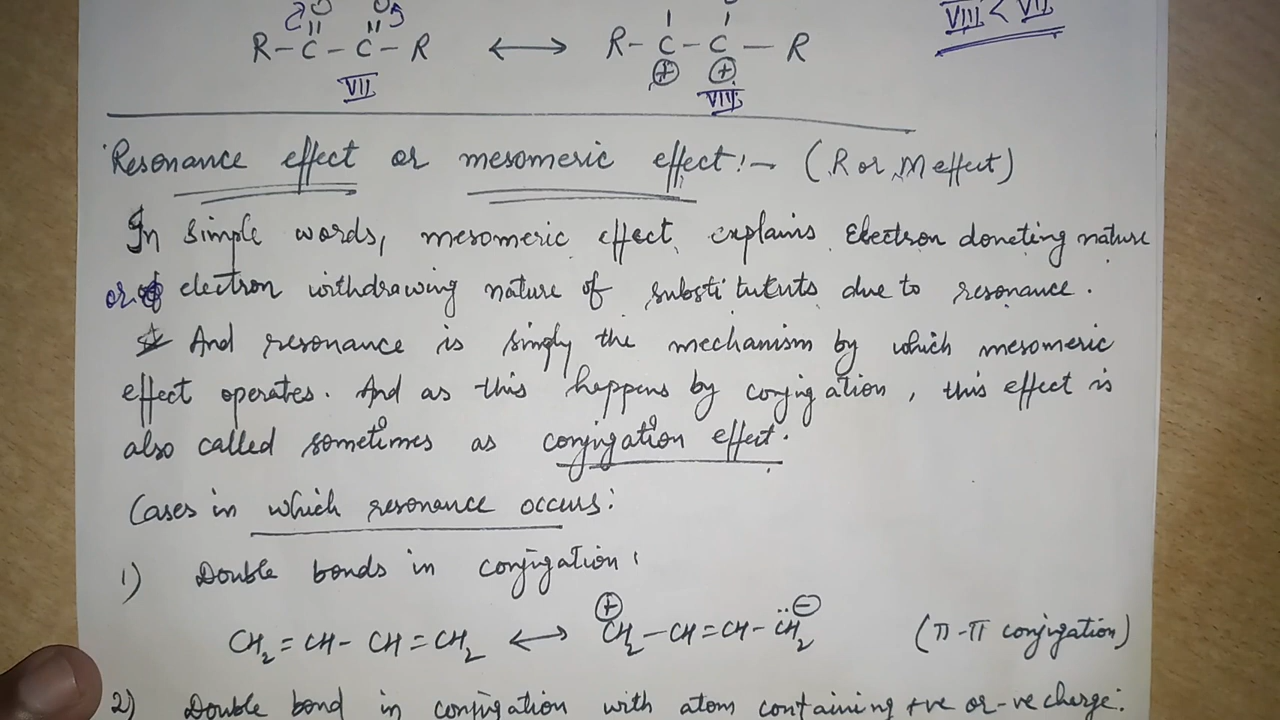 VIII < VII
R-C-C-R ⟷ R-C-C-R
⊕ ⊕
VII VIII
Resonance effect or mesomeric effect:- (R or M effect)
In simple words, mesomeric effect explains Electron doneting nature
or electron withdrawing nature of substitutents due to resonance.
☆ And resonance is simply the mechanism by which mesomeric
effect operates. And as this happens by conjugation, this effect is
also called sometimes as conjugation effect.
Cases in which resonance occurs:
1) Double bonds in conjugation:
CH₂=CH-CH=CH₂ ⟷ ⊕CH₂-CH=CH-C̈H₂⊖ (π-π conjugation)
2) Double bond in conjugation with atom containing +ve or -ve charge: